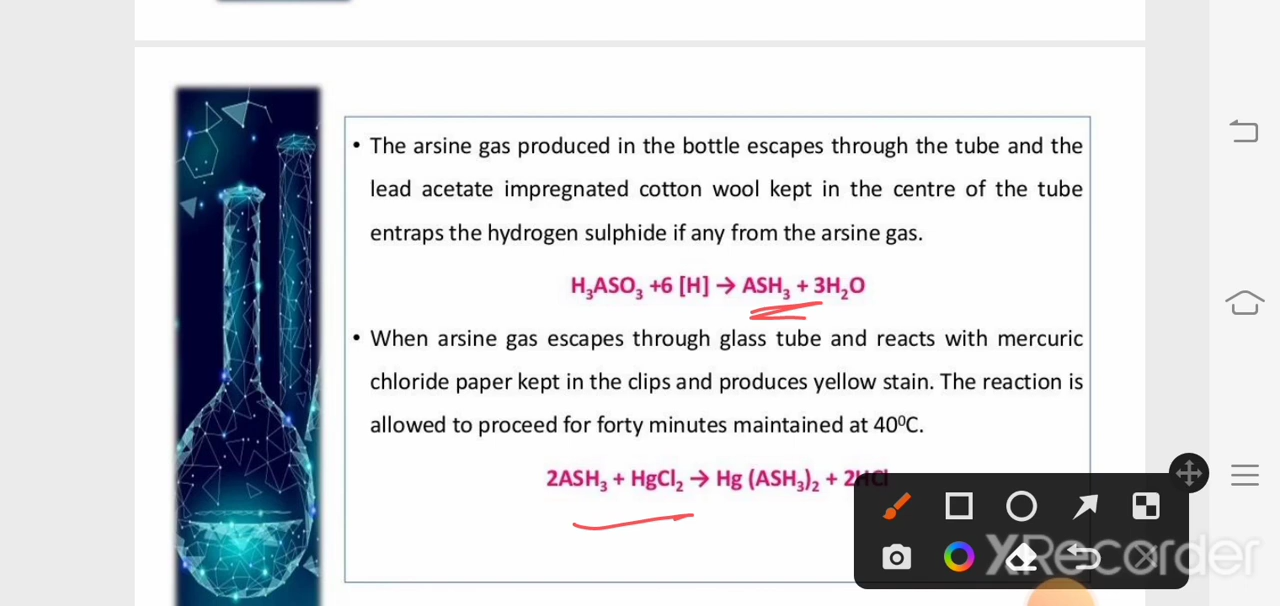 • The arsine gas produced in the bottle escapes through the tube and the
lead acetate impregnated cotton wool kept in the centre of the tube
entraps the hydrogen sulphide if any from the arsine gas.
H₃ASO₃ +6 [H] → ASH₃ + 3H₂O
• When arsine gas escapes through glass tube and reacts with mercuric
chloride paper kept in the clips and produces yellow stain. The reaction is
allowed to proceed for forty minutes maintained at 40⁰C.
2ASH₃ + HgCl₂ → Hg (ASH₃)₂ + 2HCl
XRecorder